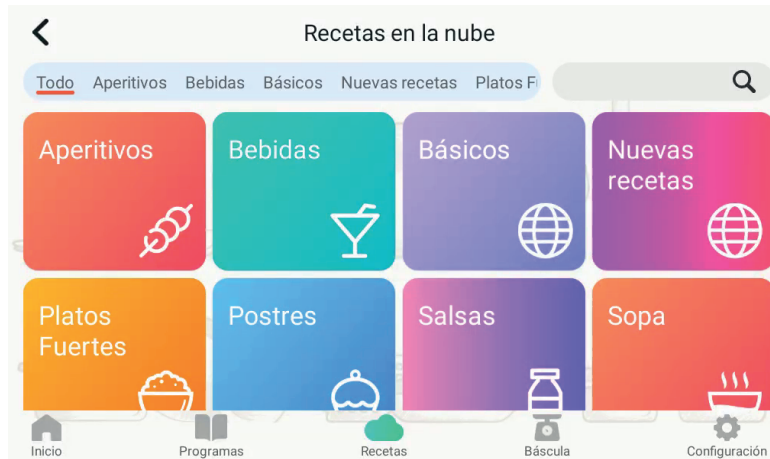 Recetas en la nube
Todo Aperitivos Bebidas Básicos Nuevas recetas Platos F
Aperitivos
Bebidas
Básicos
Nuevas
recetas
Platos
Fuertes
Postres
Salsas
Sopa
Inicio
Programas
Recetas
Báscula
Configuración